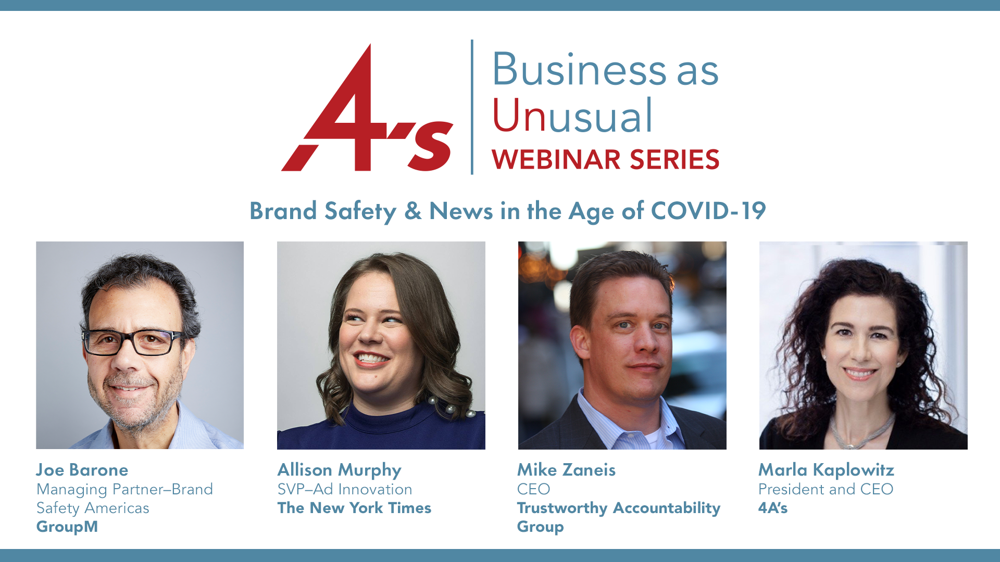 4A's
Business as
Unusual
WEBINAR SERIES
Brand Safety & News in the Age of COVID-19
Joe Barone
Managing Partner–Brand
Safety Americas
GroupM
Allison Murphy
SVP–Ad Innovation
The New York Times
Mike Zaneis
CEO
Trustworthy Accountability
Group
Marla Kaplowitz
President and CEO
4A’s